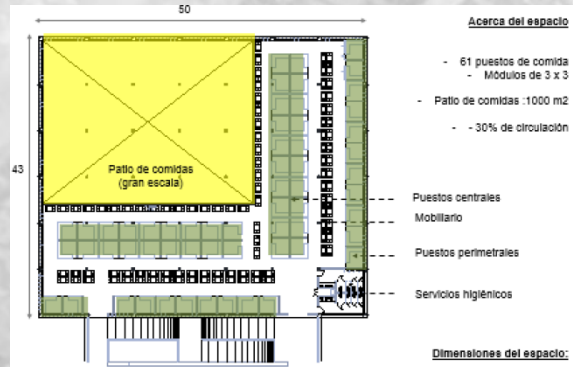 50
Acerca del espacio
- 61 puestos de comida
- Módulos de 3 x 3
- Patio de comidas :1000 m2
- - 30% de circulación
43
Patio de comidas
(gran escala)
Puestos centrales
Mobiliario
Puestos perimetrales
Servicios higiénicos
Dimensiones del espacio: